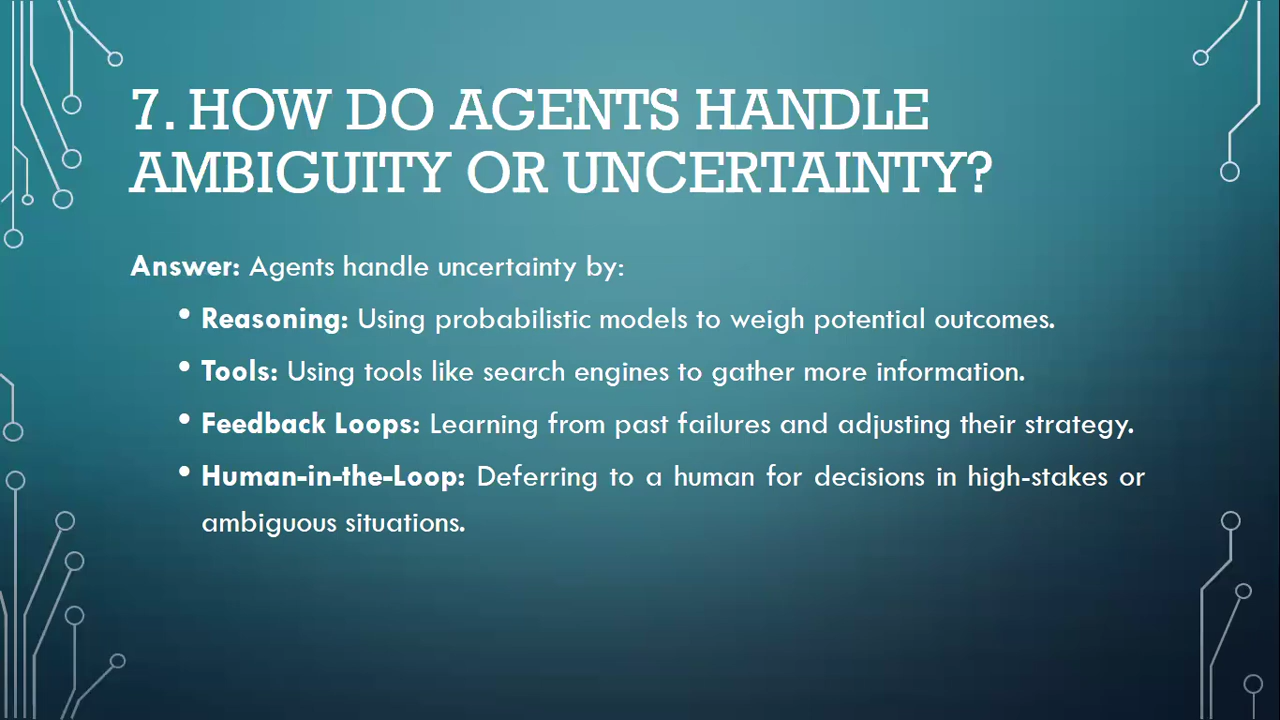 7. HOW DO AGENTS HANDLE
AMBIGUITY OR UNCERTAINTY?
Answer: Agents handle uncertainty by:
• Reasoning: Using probabilistic models to weigh potential outcomes.
• Tools: Using tools like search engines to gather more information.
• Feedback Loops: Learning from past failures and adjusting their strategy.
• Human-in-the-Loop: Deferring to a human for decisions in high-stakes or
ambiguous situations.